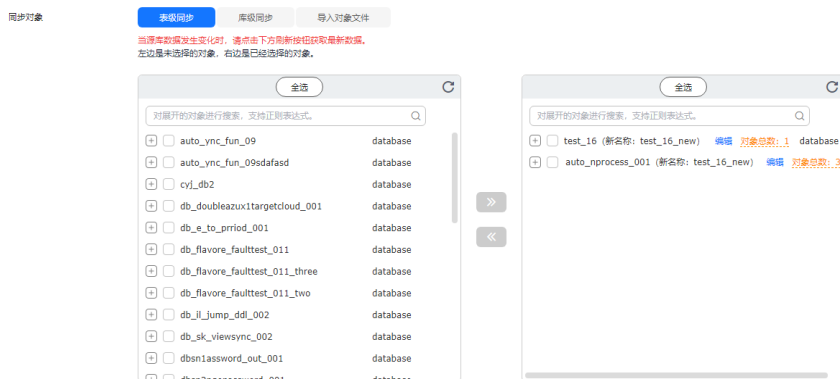 同步对象
表级同步 库级同步 导入对象文件
当源库数据发生变化时，请点击下方刷新按钮获取最新数据。
左边是未选择的对象，右边是已经选择的对象。
全选
对展开的对象进行搜索，支持正则表达式。
auto_ync_fun_09 database
auto_ync_fun_09sdafasd database
cyj_db2 database
db_doubleazux1targetcloud_001 database
db_e_to_prriod_001 database
db_flavore_faulttest_011 database
db_flavore_faulttest_011_three database
db_flavore_faulttest_011_two database
db_il_jump_ddl_002 database
db_sk_viewsync_002 database
dbsn1assword_out_001 database
全选
对展开的对象进行搜索，支持正则表达式。
test_16（新名称：test_16_new） 编辑 对象总数：1 database
auto_nprocess_001（新名称：test_16_new） 编辑 对象总数：3